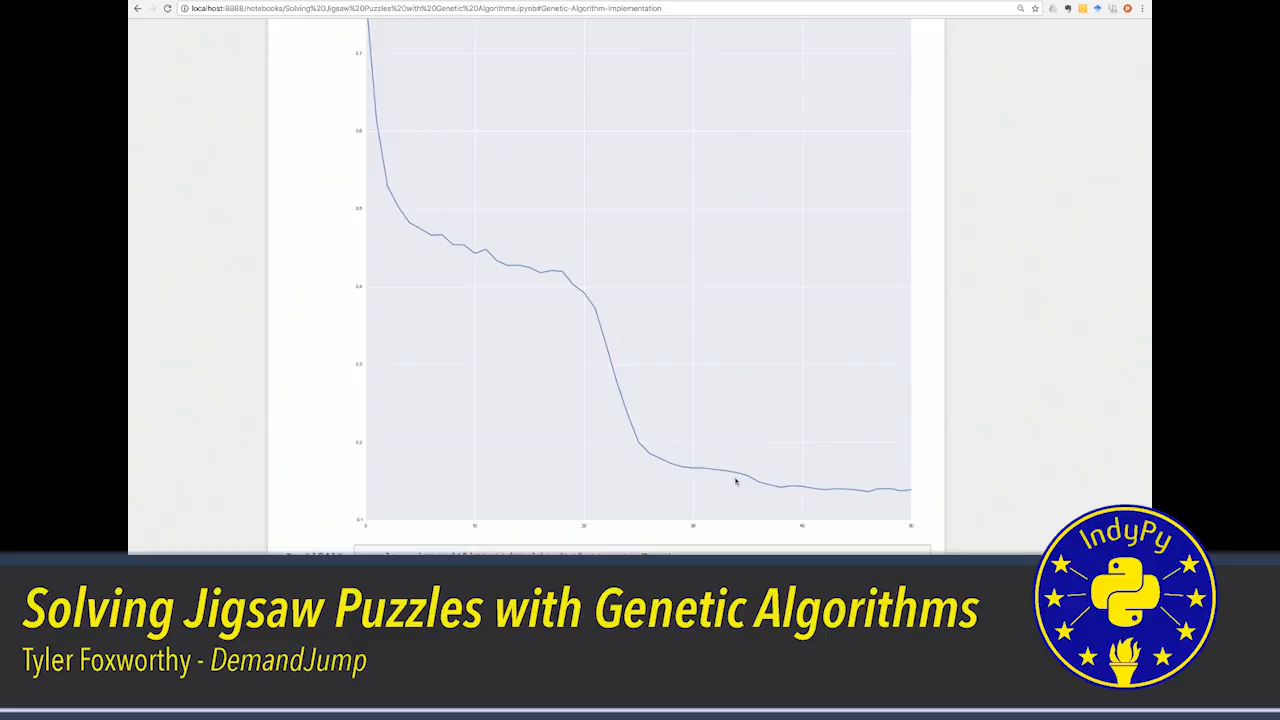 localhost:8888/notebooks/Solving%20Jigsaw%20Puzzles%20with%20Genetic%20Algorithms.ipynb#Genetic-Algorithm-Implementation
0.7
0.6
0.5
0.4
0.3
0.2
0.1
0 10 20 30 40 50
IndyPy
Solving Jigsaw Puzzles with Genetic Algorithms
Tyler Foxworthy - DemandJump